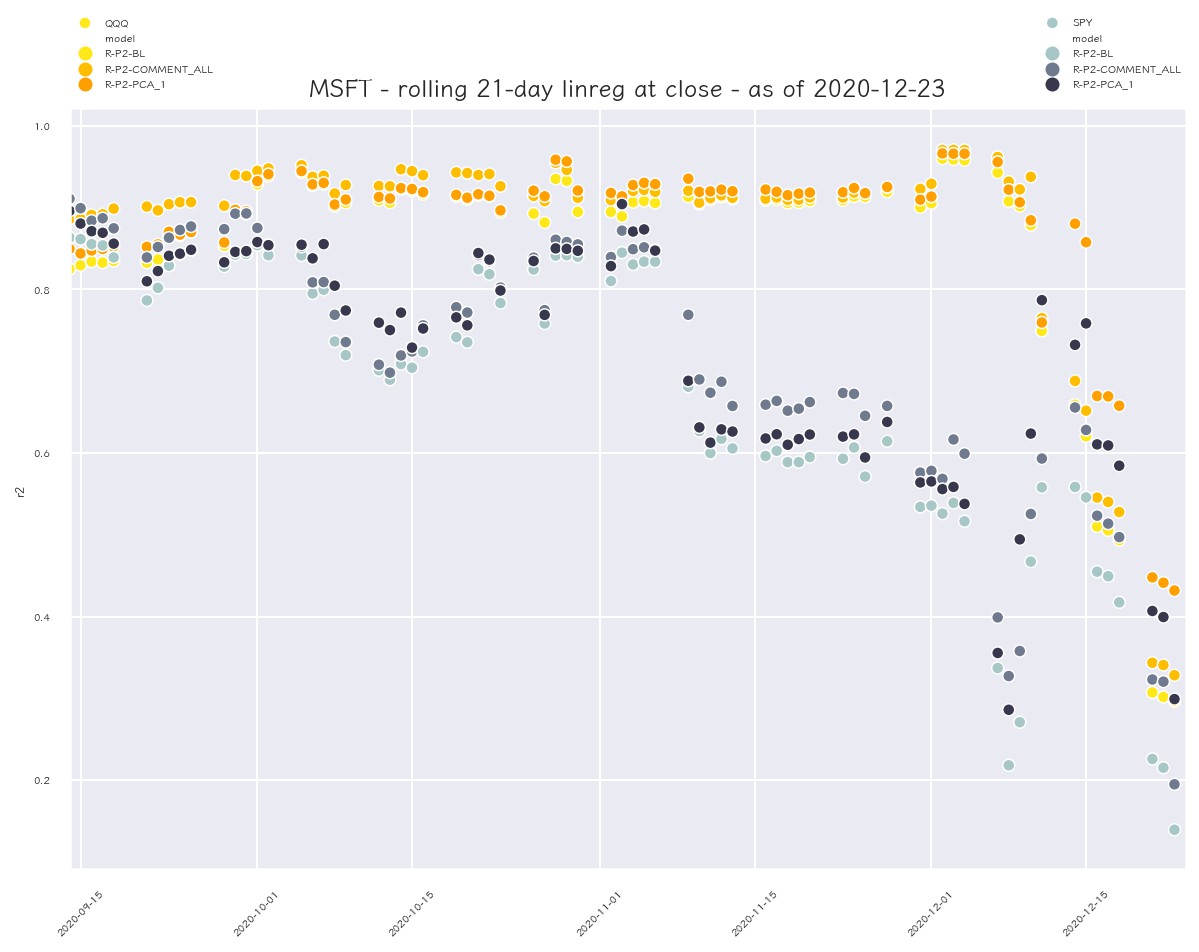 QQQ
model
R-P2-BL
R-P2-COMMENT_ALL
R-P2-PCA_1
SPY
model
R-P2-BL
R-P2-COMMENT_ALL
R-P2-PCA_1
MSFT - rolling 21-day linreg at close - as of 2020-12-23
1.0
0.8
0.6
r2
0.4
0.2
2020-09-15
2020-10-01
2020-10-15
2020-11-01
2020-11-15
2020-12-01
2020-12-15